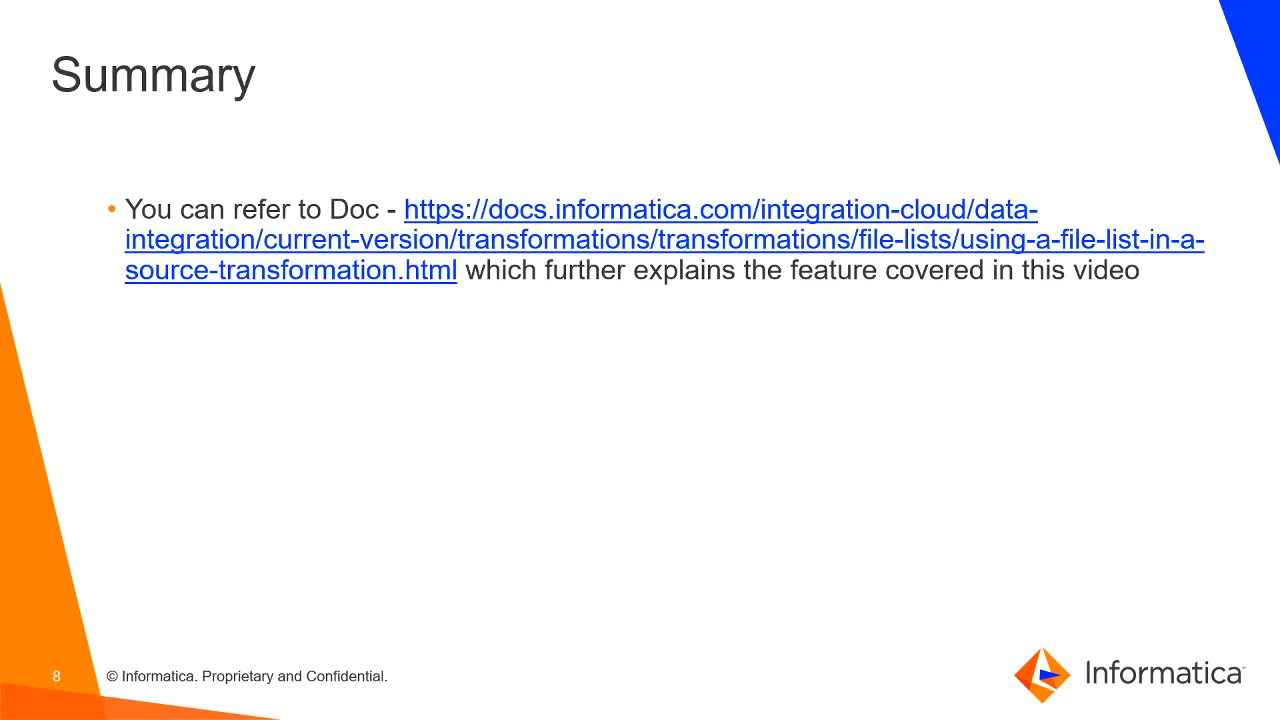 Summary
• You can refer to Doc - https://docs.informatica.com/integration-cloud/data-
integration/current-version/transformations/transformations/file-lists/using-a-file-list-in-a-
source-transformation.html which further explains the feature covered in this video
8
© Informatica. Proprietary and Confidential.
Informatica™